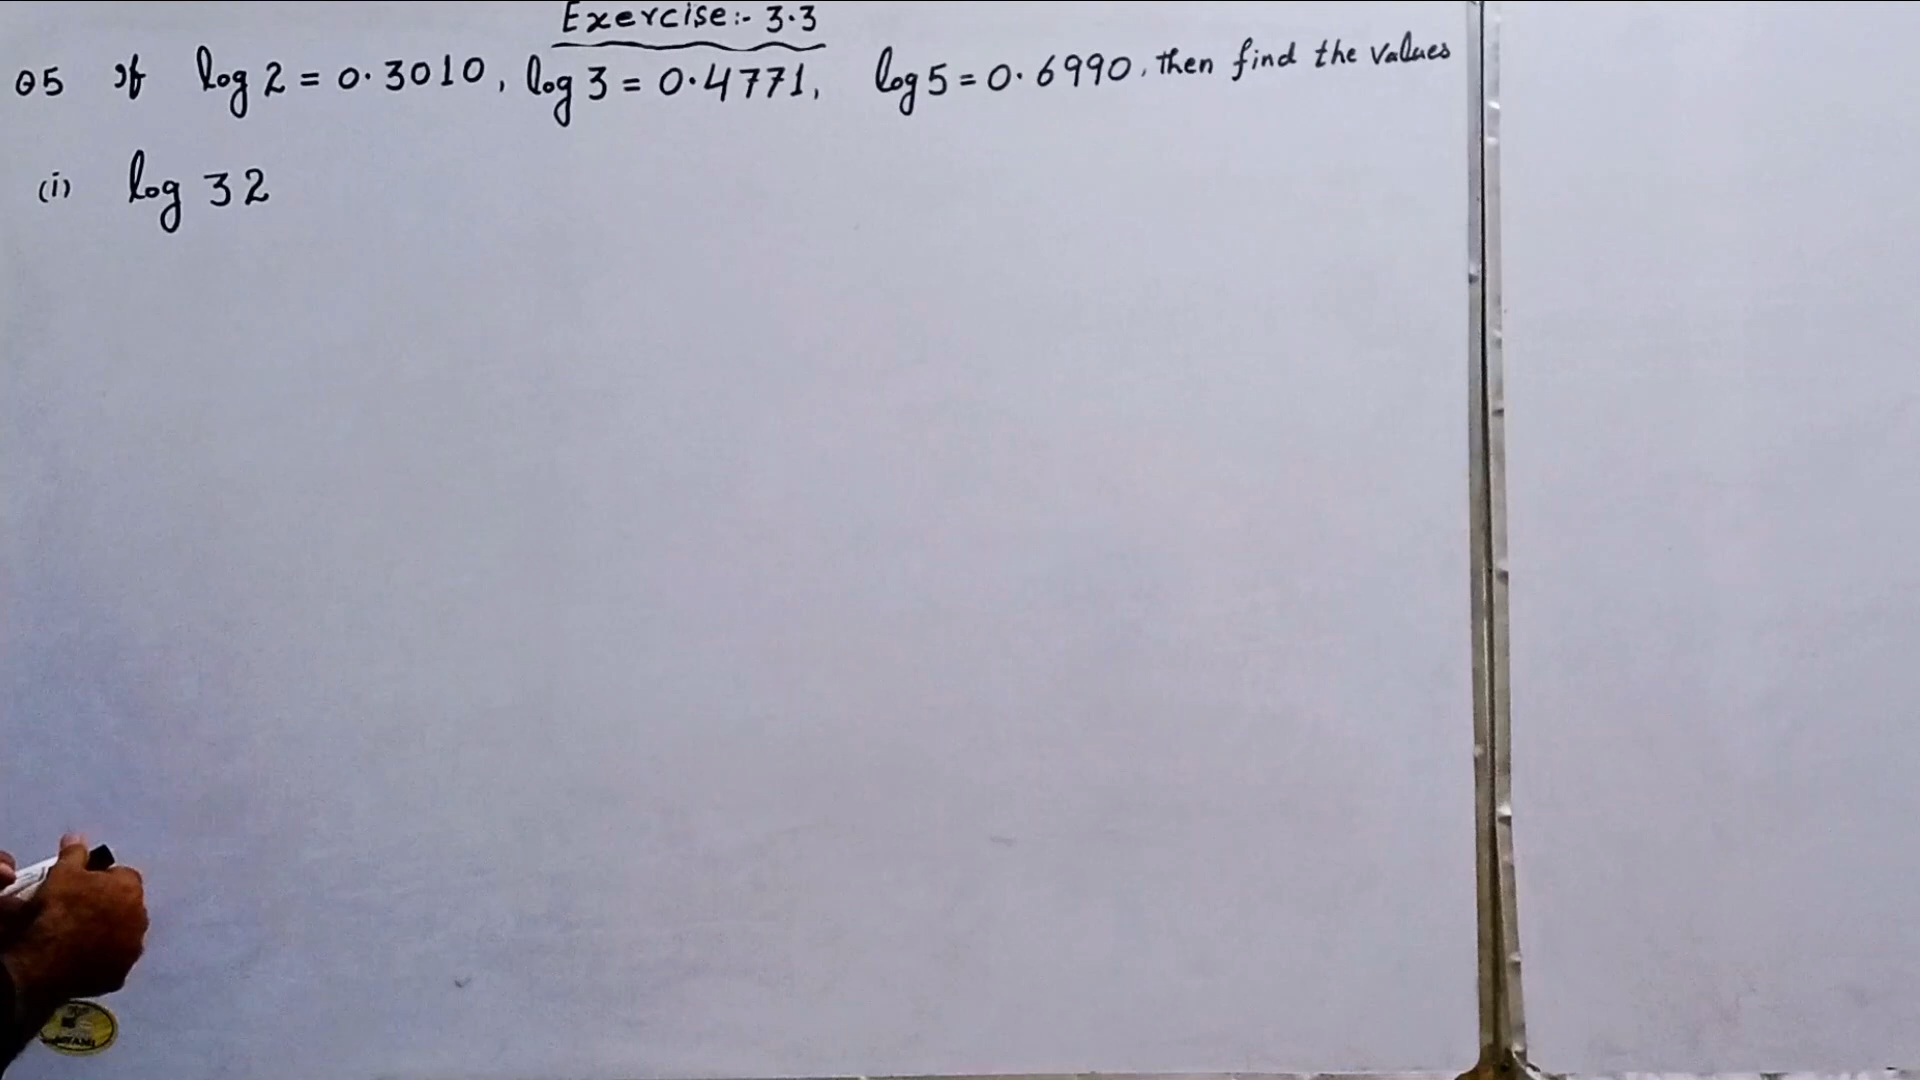 Exercise:- 3.3
Q5 If log 2 = 0.3010, log 3 = 0.4771, log 5 = 0.6990, then find the values
(i) log 32